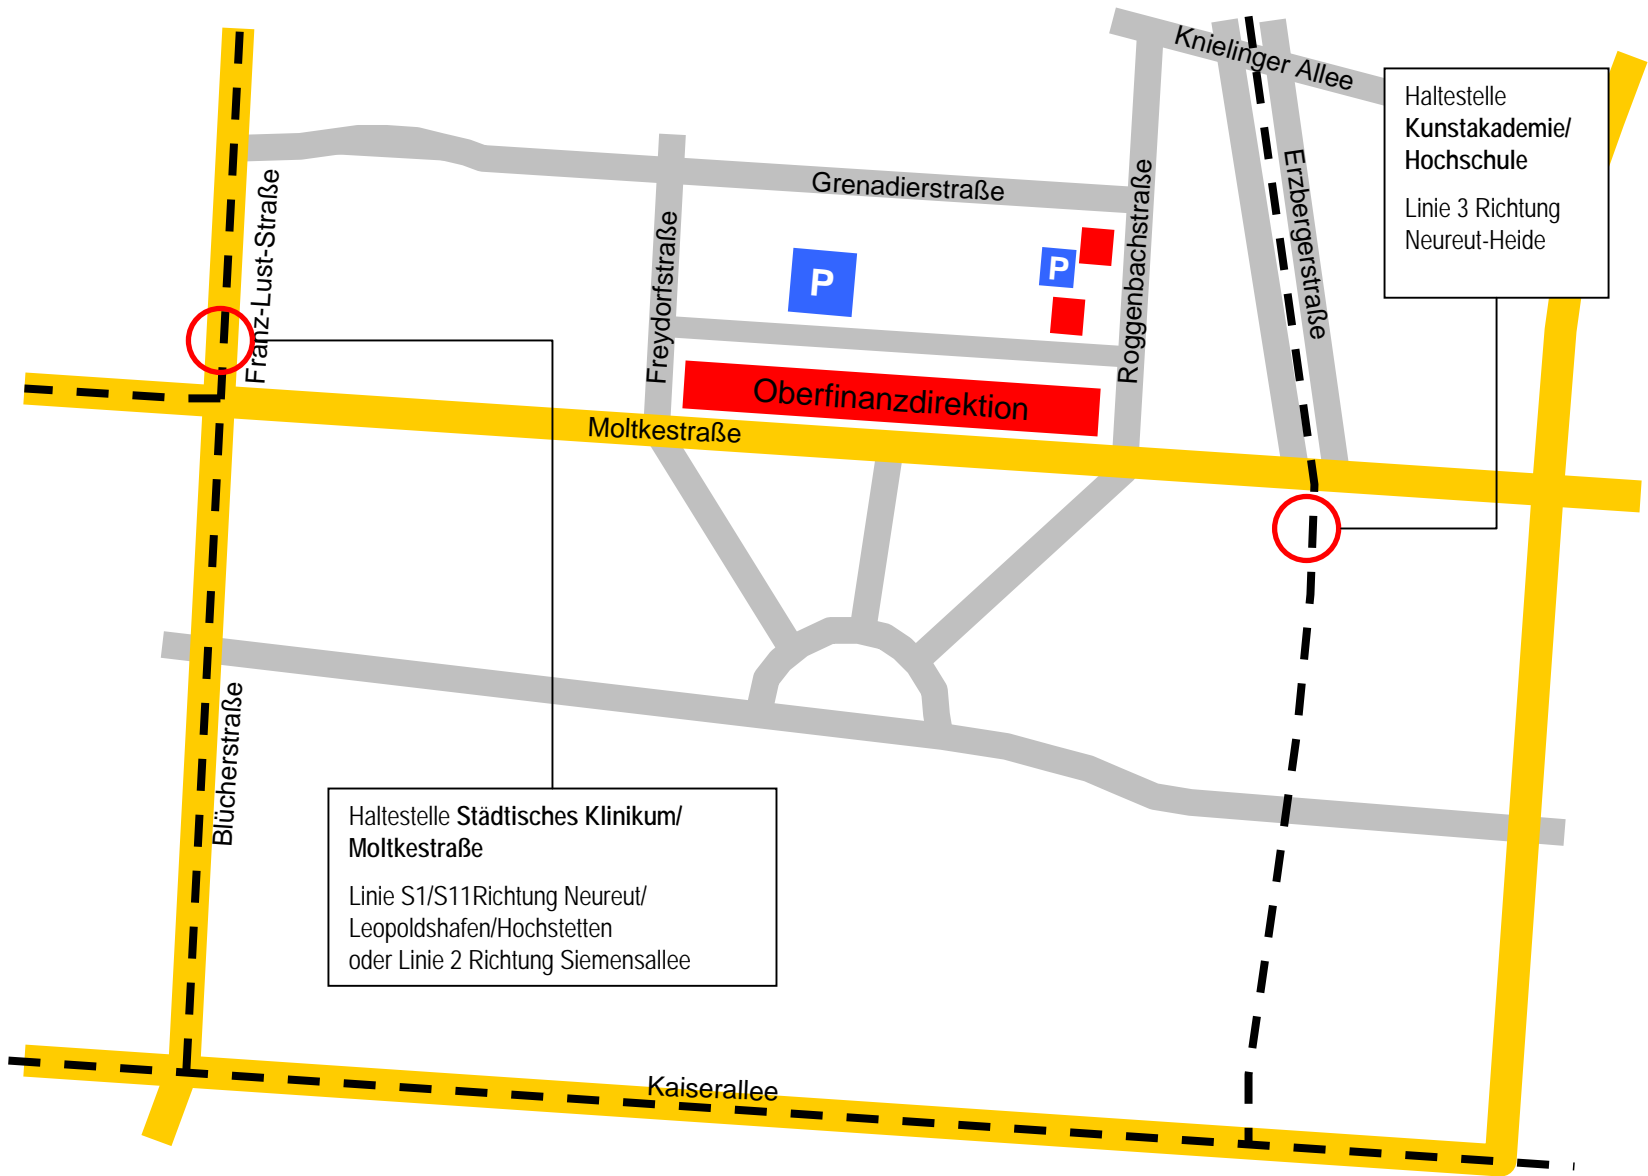 Knielinger Allee
Haltestelle
Kunstakademie/
Hochschule
Linie 3 Richtung
Neureut-Heide
Grenadierstraße
Franz-Lust-Straße
Freydorfstraße
Roggenbachstraße
Erzbergerstraße
P
P
Oberfinanzdirektion
Moltkestraße
Blücherstraße
Haltestelle Städtisches Klinikum/
Moltkestraße
Linie S1/S11Richtung Neureut/
Leopoldshafen/Hochstetten
oder Linie 2 Richtung Siemensallee
Kaiserallee